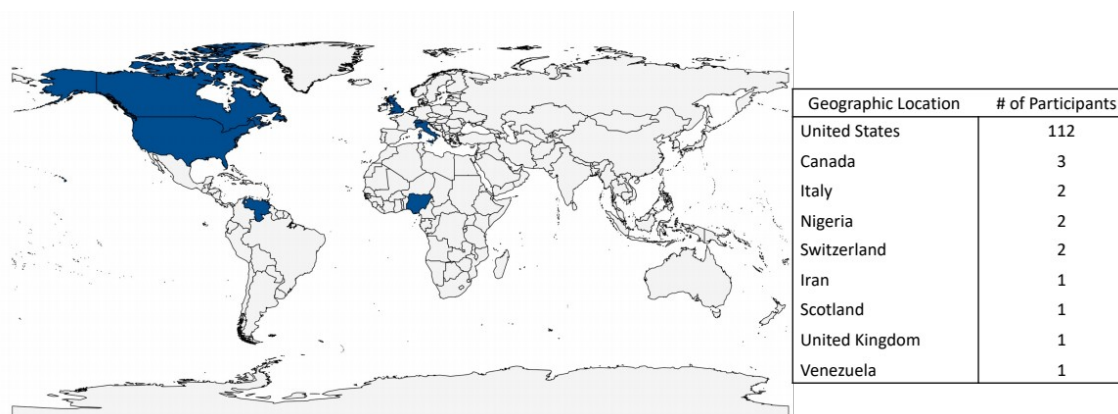 Geographic Location # of Participants
United States 112
Canada 3
Italy 2
Nigeria 2
Switzerland 2
Iran 1
Scotland 1
United Kingdom 1
Venezuela 1